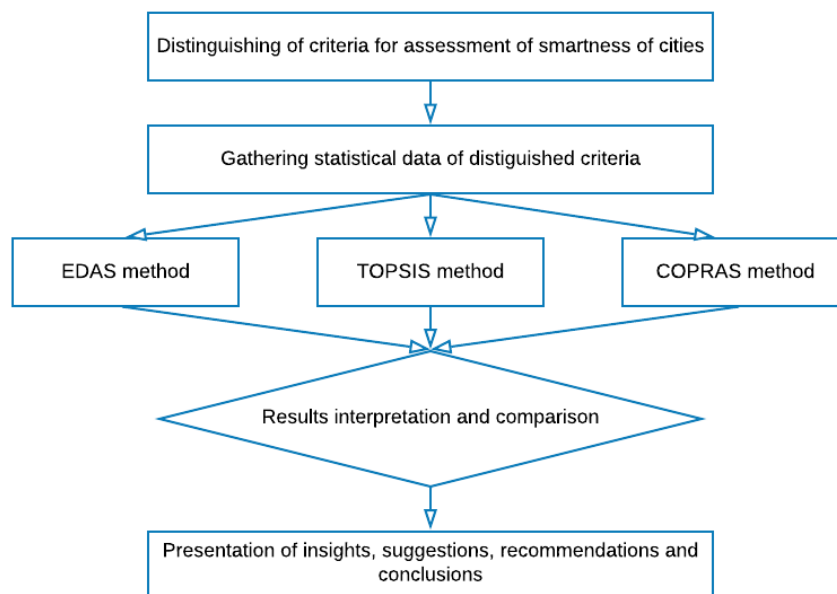 Distinguishing of criteria for assessment of smartness of cities
Gathering statistical data of distiguished criteria
EDAS method
TOPSIS method
COPRAS method
Results interpretation and comparison
Presentation of insights, suggestions, recommendations and
conclusions